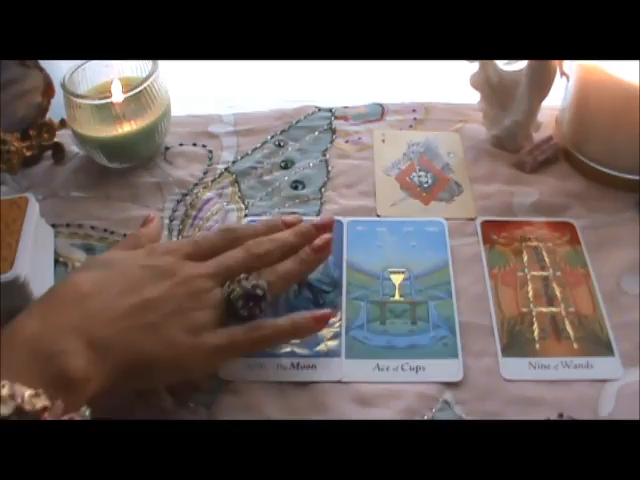 The Moon
Ace of Cups
Nine of Wands